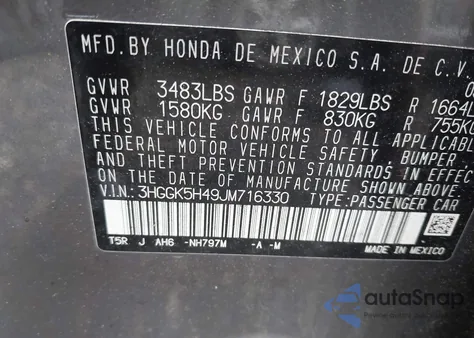 MFD.BY HONDA DE MEXICO S.A. DE C.V.
GVWR 3483LBS GAWR F 1829LBS R 1664L
GVWR 1580KG GAWR F 830KG R 755K
THIS VEHICLE CONFORMS TO ALL APPLICABLE
FEDERAL MOTOR VEHICLE SAFETY, BUMPER
AND THEFT PREVENTION STANDARDS IN EFFEC
ON THE DATE OF MANUFACTURE SHOWN ABOVE.
V.I.N.: 3HGGK5H49JM716330 TYPE:PASSENGER CAR
T5R J AH6 -NH797M -A -M
MADE IN MEXICO
autoSnap